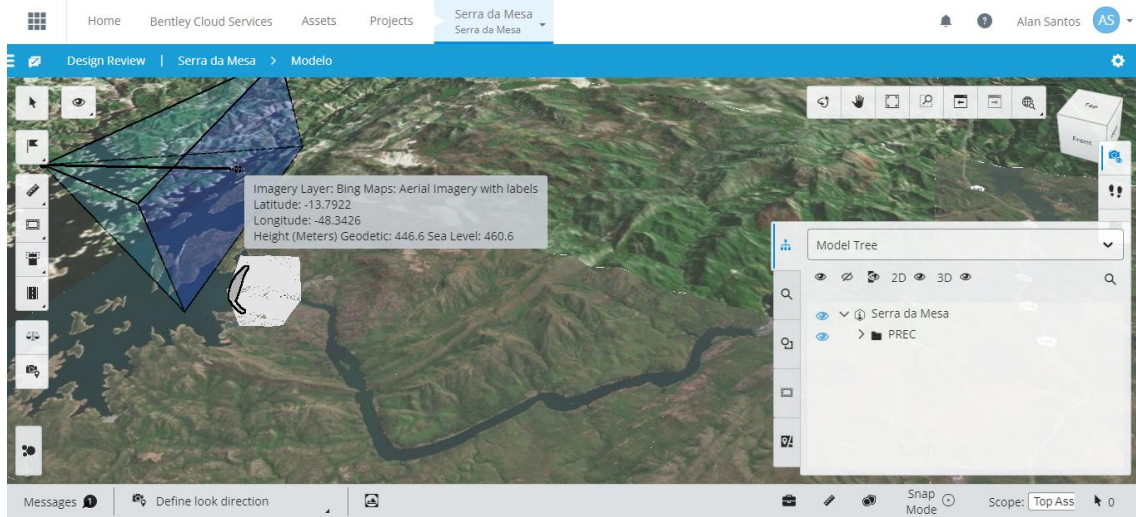 Home
Bentley Cloud Services
Assets
Projects
Serra da Mesa
Serra da Mesa
?
Alan Santos
AS
Design Review | Serra da Mesa > Modelo
TOP
Front
Imagery Layer: Bing Maps: Aerial Imagery with labels
Latitude: -13.7922
Longitude: -48.3426
Height (Meters) Geodetic: 446.6 Sea Level: 460.6
Model Tree
2D
3D
Serra da Mesa
PREC
Messages 1
Define look direction
Snap
Mode
Scope: Top Ass
0